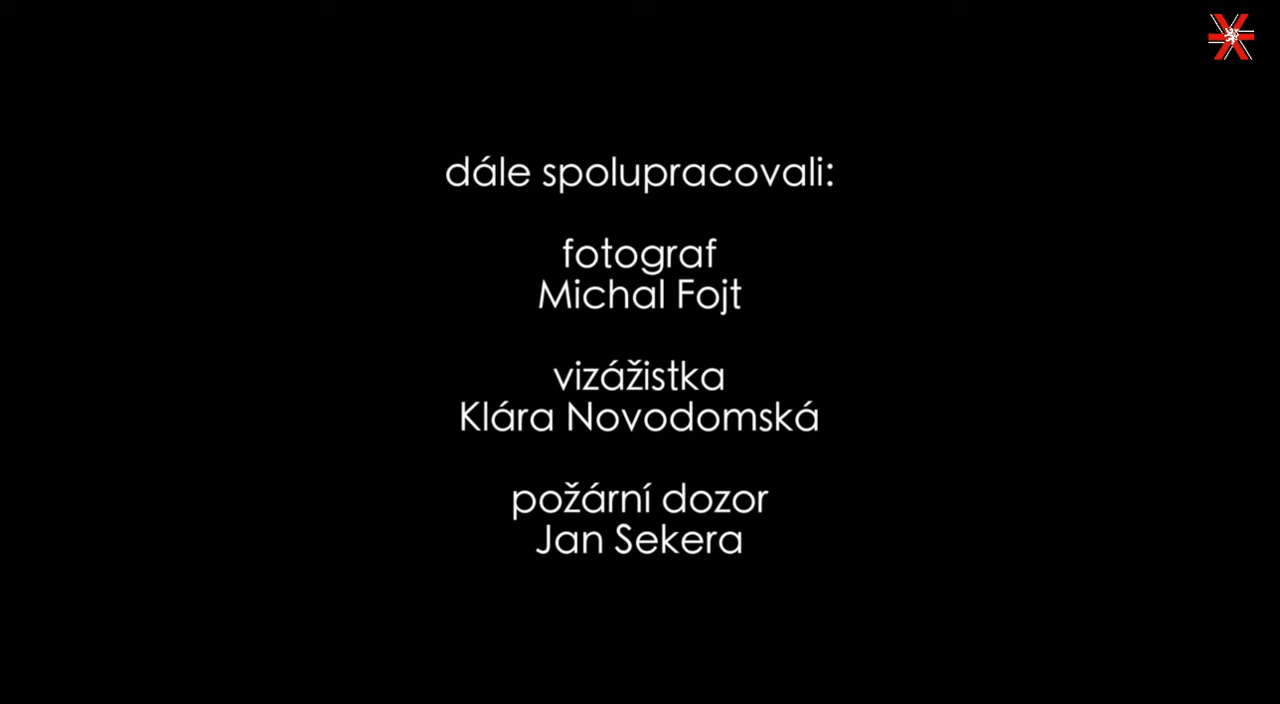 dále spolupracovali:
fotograf
Michal Fojt
vizážistka
Klára Novodomská
požární dozor
Jan Sekera